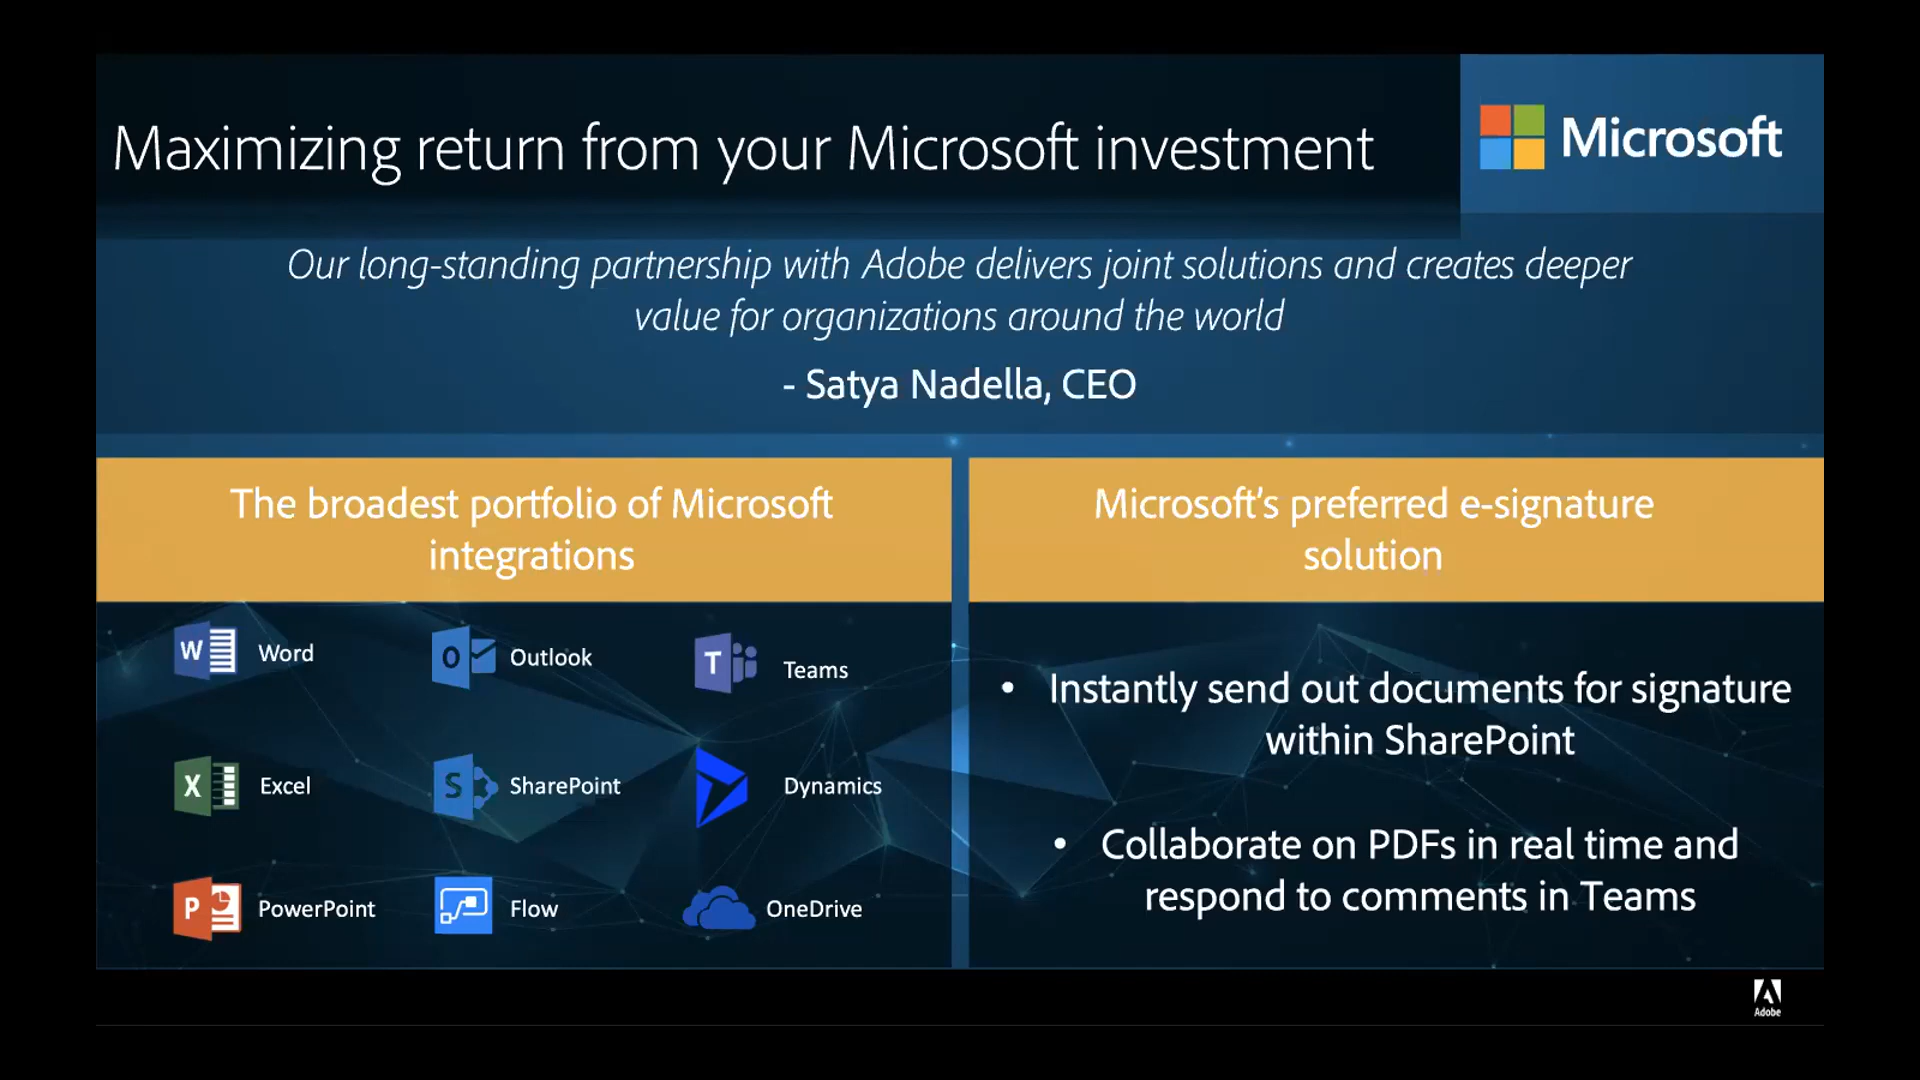 Maximizing return from your Microsoft investment
Microsoft
Our long-standing partnership with Adobe delivers joint solutions and creates deeper
value for organizations around the world
- Satya Nadella, CEO
The broadest portfolio of Microsoft
integrations
W Word
O Outlook
T Teams
X Excel
S SharePoint
Dynamics
P PowerPoint
Flow
OneDrive
Microsoft's preferred e-signature
solution
• Instantly send out documents for signature
within SharePoint
• Collaborate on PDFs in real time and
respond to comments in Teams
Adobe